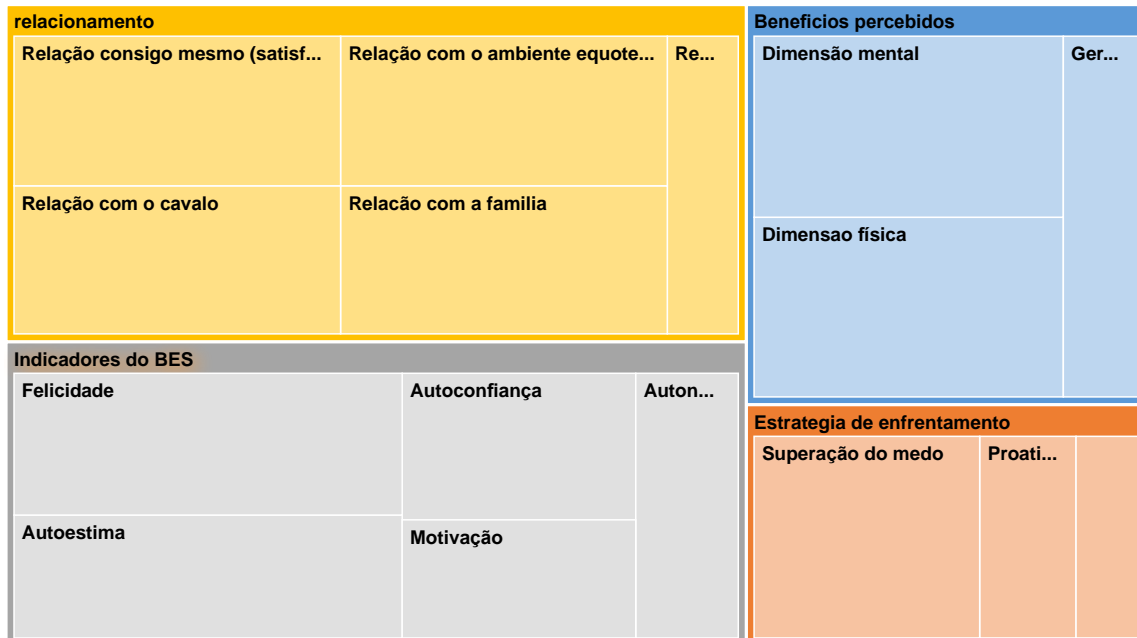 relacionamento
Relação consigo mesmo (satisf...
Relação com o ambiente equote...
Re...
Relação com o cavalo
Relacão com a familia
Indicadores do BES
Felicidade
Autoconfiança
Auton...
Autoestima
Motivação
Beneficios percebidos
Dimensão mental
Ger...
Dimensao física
Estrategia de enfrentamento
Superação do medo
Proati...